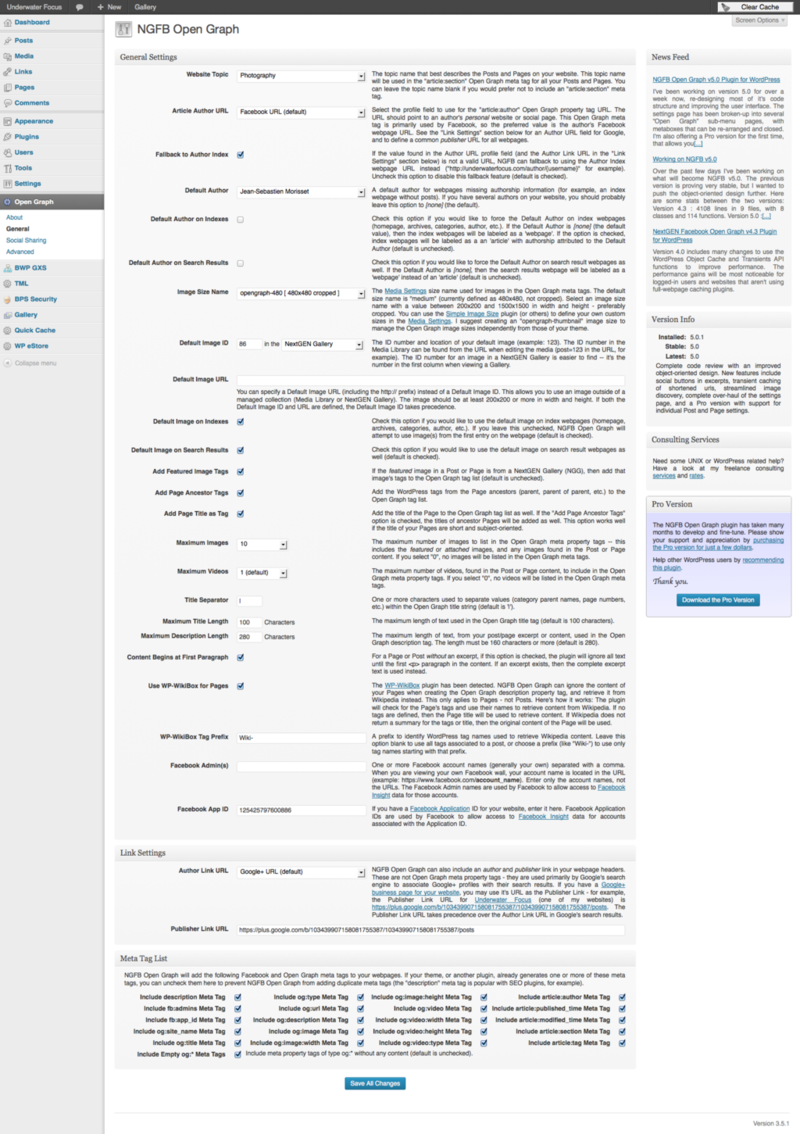 Underwater Focus
New
Gallery
Clear Cache
Screen Options
Dashboard
Posts
Media
Links
Pages
Comments
Appearance
Plugins
Users
Tools
Settings
Open Graph
About
General
Social Sharing
Advanced
BWP GXS
TML
BPS Security
Gallery
Quick Cache
WP eStore
Collapse menu
NGFB Open Graph
General Settings
Website Topic
Photography
The topic name that best describes the Posts and Pages on your website. This topic name
will be used in the "article:section" Open Graph meta tag for all your Posts and Pages. You
can leave the topic name blank if you would prefer not to include an "article:section" meta
tag.
Article Author URL
Facebook URL (default)
Select the profile field to use for the "article:author" Open Graph property tag URL. The
URL should point to an author's personal website or social page. This Open Graph meta
tag is primarily used by Facebook, so the preferred value is the author's Facebook
webpage URL. See the "Link Settings" section below for an Author URL field for Google,
and to define a common publisher URL for all webpages.
Fallback to Author Index
If the value found in the Author URL profile field (and the Author Link URL in the "Link
Settings" section below) is not a valid URL, NGFB can fallback to using the Author Index
webpage URL instead ("http://underwaterfocus.com/author/{username}" for example).
Uncheck this option to disable this fallback feature (default is checked).
Default Author
Jean-Sebastien Morisset
A default author for webpages missing authorship information (for example, an index
webpage without posts). If you have several authors on your website, you should probably
leave this option to [none] (the default).
Default Author on Indexes
Check this option if you would like to force the Default Author on index webpages
(homepage, archives, categories, author, etc.). If the Default Author is [none] (the default
value), then the index webpages will be labeled as a 'webpage'. If the option is checked,
index webpages will be labeled as an 'article' with authorship attributed to the Default
Author (default is unchecked).
Default Author on Search Results
Check this option if you would like to force the Default Author on search result webpages
as well. If the Default Author is [none], then the search results webpage will be labeled as a
'webpage' instead of an 'article' (default is unchecked).
Image Size Name
opengraph-480 [ 480x480 cropped ]
The Media Settings size name used for images in the Open Graph meta tags. The default
size name is "medium" (currently defined as 480x480, not cropped). Select an image size
name with a value between 200x200 and 1500x1500 in width and height - preferably
cropped. You can use the Simple Image Size plugin (or others) to define your own custom
sizes in the Media Settings. I suggest creating an "opengraph-thumbnail" image size to
manage the Open Graph image sizes independently from those of your theme.
Default Image ID
86 in the NextGEN Gallery
The ID number and location of your default image (example: 123). The ID number in the
Media Library can be found from the URL when editing the media (post=123 in the URL, for
example). The ID number for an image in a NextGEN Gallery is easier to find -- it's the
number in the first column when viewing a Gallery.
Default Image URL
You can specify a Default Image URL (including the http:// prefix) instead of a Default Image ID. This allows you to use an image outside of a
managed collection (Media Library or NextGEN Gallery). The image should be at least 200x200 or more in width and height. If both the
Default Image ID and URL are defined, the Default Image ID takes precedence.
Default Image on Indexes
Check this option if you would like to use the default image on index webpages (homepage,
archives, categories, author, etc.). If you leave this unchecked, NGFB Open Graph will
attempt to use image(s) from the first entry on the webpage (default is checked).
Default Image on Search Results
Check this option if you would like to use the default image on search result webpages as
well (default is checked).
Add Featured Image Tags
If the featured image in a Post or Page is from a NextGEN Gallery (NGG), then add that
image's tags to the Open Graph tag list (default is unchecked).
Add Page Ancestor Tags
Add the WordPress tags from the Page ancestors (parent, parent of parent, etc.) to the
Open Graph tag list.
Add Page Title as Tag
Add the title of the Page to the Open Graph tag list as well. If the "Add Page Ancestor Tags"
option is checked, the titles of ancestor Pages will be added as well. This option works well
if the title of your Pages are short and subject-oriented.
Maximum Images
10
The maximum number of images to list in the Open Graph meta property tags -- this
includes the featured or attached images, and any images found in the Post or Page
content. If you select "0", no images will be listed in the Open Graph meta tags.
Maximum Videos
1 (default)
The maximum number of videos, found in the Post or Page content, to include in the Open
Graph meta property tags. If you select "0", no videos will be listed in the Open Graph meta
tags.
Title Separator
|
One or more characters used to separate values (category parent names, page numbers,
etc.) within the Open Graph title string (default is '|').
Maximum Title Length
100 Characters
The maximum length of text used in the Open Graph title tag (default is 100 characters).
Maximum Description Length
280 Characters
The maximum length of text, from your post/page excerpt or content, used in the Open
Graph description tag. The length must be 160 characters or more (default is 280).
Content Begins at First Paragraph
For a Page or Post without an excerpt, if this option is checked, the plugin will ignore all text
until the first <p> paragraph in the content. If an excerpt exists, then the complete excerpt
text is used instead.
Use WP-WikiBox for Pages
The WP-WikiBox plugin has been detected. NGFB Open Graph can ignore the content of
your Pages when creating the Open Graph description property tag, and retrieve it from
Wikipedia instead. This only aplies to Pages - not Posts. Here's how it works: The plugin
will check for the Page's tags and use their names to retrieve content from Wikipedia. If no
tags are defined, then the Page title will be used to retrieve content. If Wikipedia does not
return a summary for the tags or title, then the original content of the Page will be used.
WP-WikiBox Tag Prefix
Wiki-
A prefix to identify WordPress tag names used to retrieve Wikipedia content. Leave this
option blank to use all tags associated to a post, or choose a prefix (like "Wiki-") to use only
tag names starting with that prefix.
Facebook Admin(s)
One or more Facebook account names (generally your own) separated with a comma.
When you are viewing your own Facebook wall, your account name is located in the URL
(example: https://www.facebook.com/account_name). Enter only the account names, not
the URLs. The Facebook Admin names are used by Facebook to allow access to Facebook
Insight data for those accounts.
Facebook App ID
125425797600886
If you have a Facebook Application ID for your website, enter it here. Facebook Application
IDs are used by Facebook to allow access to Facebook Insight data for accounts
associated with the Application ID.
Link Settings
Author Link URL
Google+ URL (default)
NGFB Open Graph can also include an author and publisher link in your webpage headers.
These are not Open Graph meta property tags - they are used primarily by Google's search
engine to associate Google+ profiles with their search results. If you have a Google+
business page for your website, you may use it's URL as the Publisher Link - for example,
the Publisher Link URL for Underwater Focus (one of my websites) is
https://plus.google.com/b/103439907158081755387/103439907158081755387/posts. The
Publisher Link URL takes precedence over the Author Link URL in Google's search results.
Publisher Link URL
https://plus.google.com/b/103439907158081755387/103439907158081755387/posts
Meta Tag List
NGFB Open Graph will add the following Facebook and Open Graph meta tags to your webpages. If your theme, or another plugin, already generates one or more of these meta
tags, you can uncheck them here to prevent NGFB Open Graph from adding duplicate meta tags (the "description" meta tag is popular with SEO plugins, for example).
Include description Meta Tag Include og:type Meta Tag Include og:image:height Meta Tag Include article:author Meta Tag
Include fb:admins Meta Tag Include og:url Meta Tag Include og:video Meta Tag Include article:published_time Meta Tag
Include fb:app_id Meta Tag Include og:description Meta Tag Include og:video:width Meta Tag Include article:modified_time Meta Tag
Include og:site_name Meta Tag Include og:image Meta Tag Include og:video:height Meta Tag Include article:section Meta Tag
Include og:title Meta Tag Include og:image:width Meta Tag Include og:video:type Meta Tag Include article:tag Meta Tag
Include Empty og:* Meta Tags Include meta property tags of type og:* without any content (default is unchecked).
Save All Changes
News Feed
NGFB Open Graph v5.0 Plugin for WordPress
I've been working on version 5.0 for over a
week now, re-designing most of it's code
structure and improving the user interface. The
settings page has been broken-up into several
"Open Graph" sub-menu pages, with
metaboxes that can be re-arranged and closed.
I'm also offering a Pro version for the first time,
that allows you[...]
Working on NGFB v5.0
Over the past few days I've been working on
what will become NGFB v5.0. The previous
version is proving very stable, but I wanted to
push the object-oriented design further. Here
are some stats between the two versions:
Version 4.3 : 4108 lines in 9 files, with 8
classes and 114 functions. Version 5.0 :[...]
NextGEN Facebook Open Graph v4.3 Plugin
for WordPress
Version 4.0 includes many changes to use the
WordPress Object Cache and Transients API
functions to improve performance. The
performance gains will be most noticeable for
logged-in users and websites that aren't using
full-webpage caching plugins.
Version Info
Installed: 5.0.1
Stable: 5.0
Latest: 5.0
Complete code review with an improved
object-oriented design. New features include
social buttons in excerpts, transient caching
of shortened urls, streamlined image
discovery, complete over-haul of the settings
page, and a Pro version with support for
individual Post and Page settings.
Consulting Services
Need some UNIX or WordPress related help?
Have a look at my freelance consulting
services and rates.
Pro Version
The NGFB Open Graph plugin has taken many
months to develop and fine-tune. Please show
your support and appreciation by purchasing
the Pro version for just a few dollars.
Help other WordPress users by recommending
this plugin.
Thank you.
Download the Pro Version
Version 3.5.1